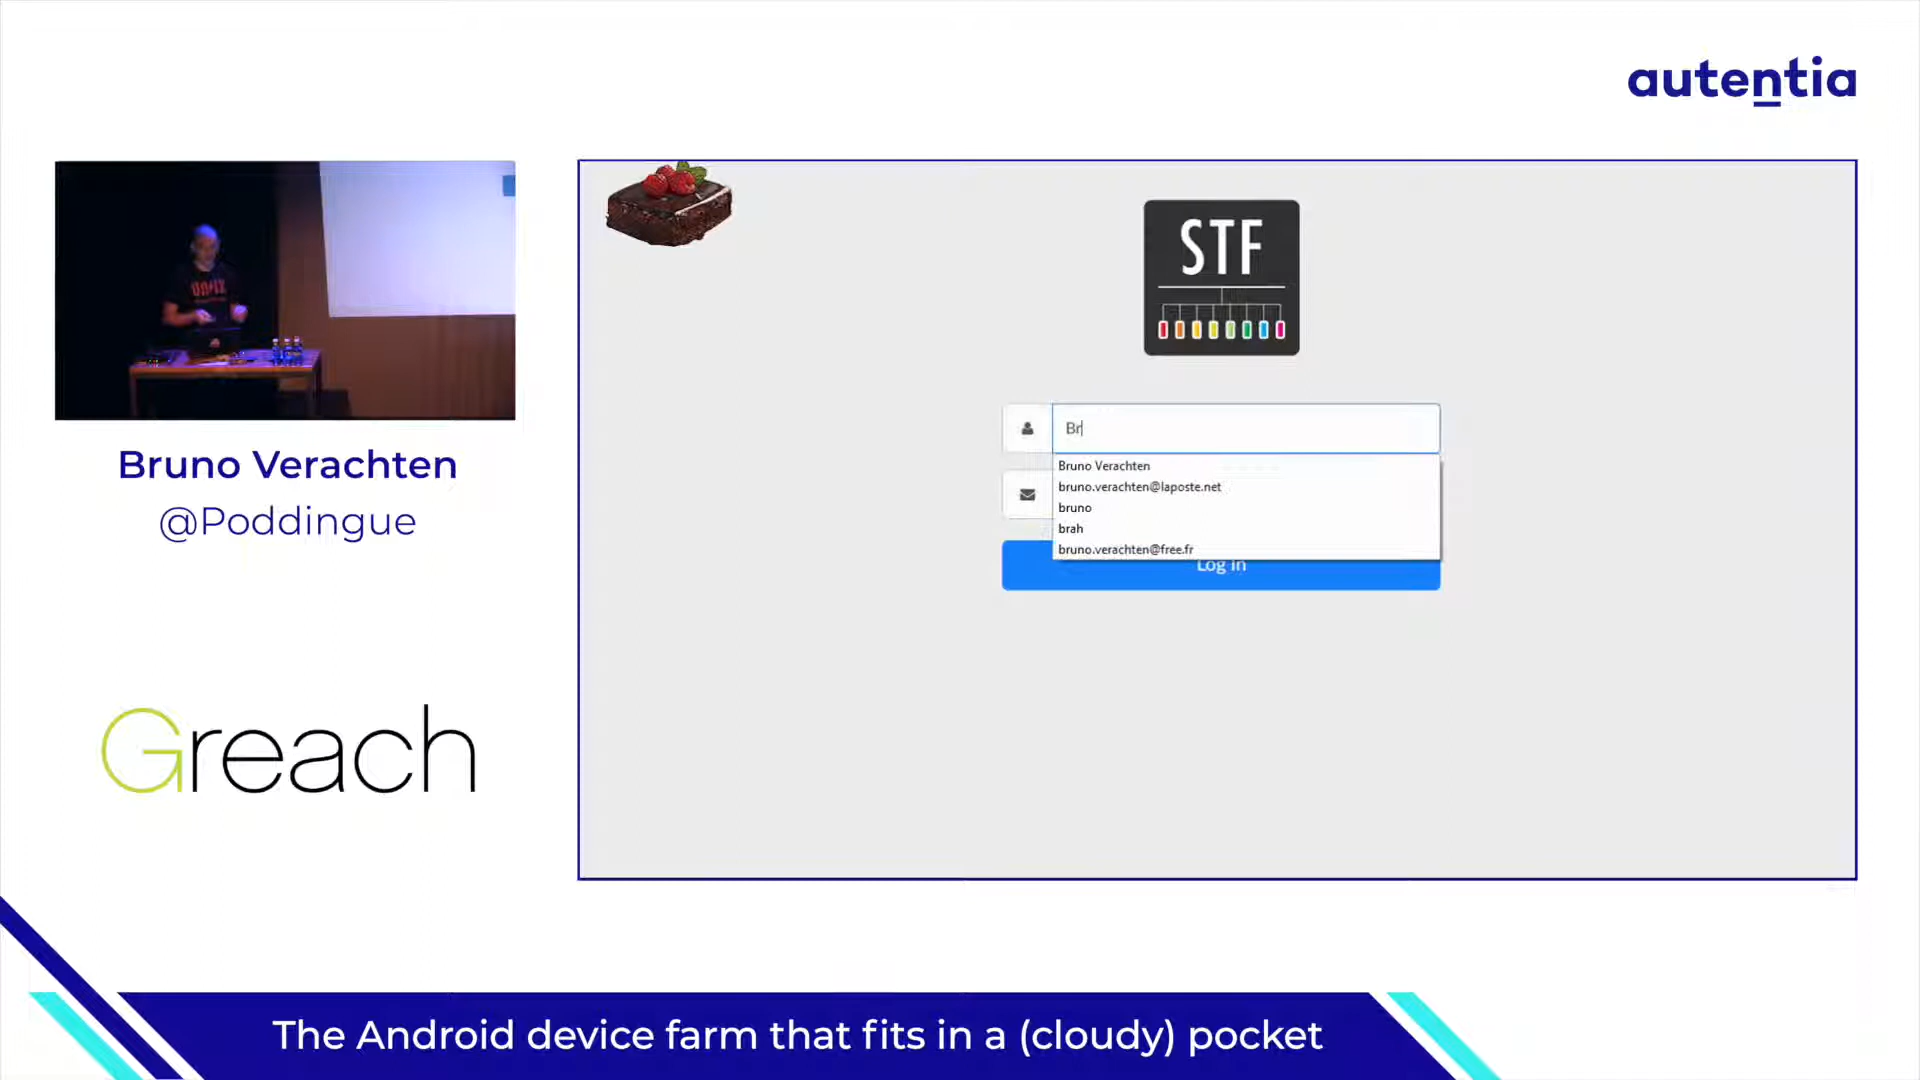 autentia
STF
Br
Bruno Verachten
bruno.verachten@laposte.net
bruno
brah
bruno.verachten@free.fr
Log In
Bruno Verachten
@Poddingue
Greach
The Android device farm that fits in a (cloudy) pocket